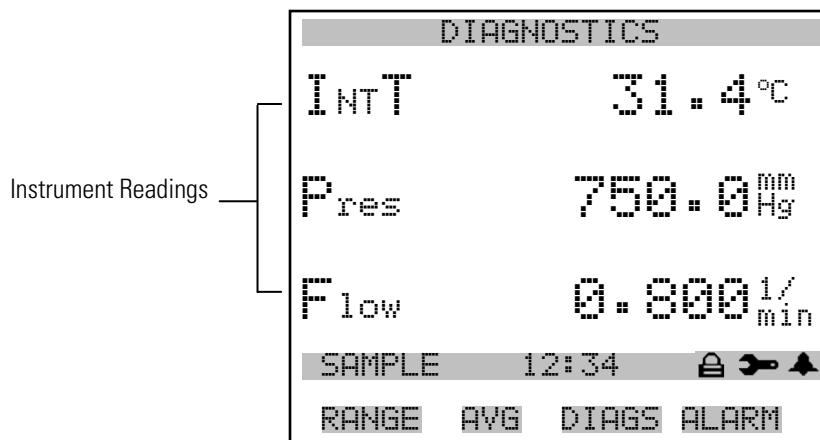 DIAGNOSTICS
INTT 31.4 °C
Instrument Readings
Pres 750.0 mm Hg
Flow 0.800 l/min
SAMPLE 12:34
RANGE AVG DIAGS ALARM